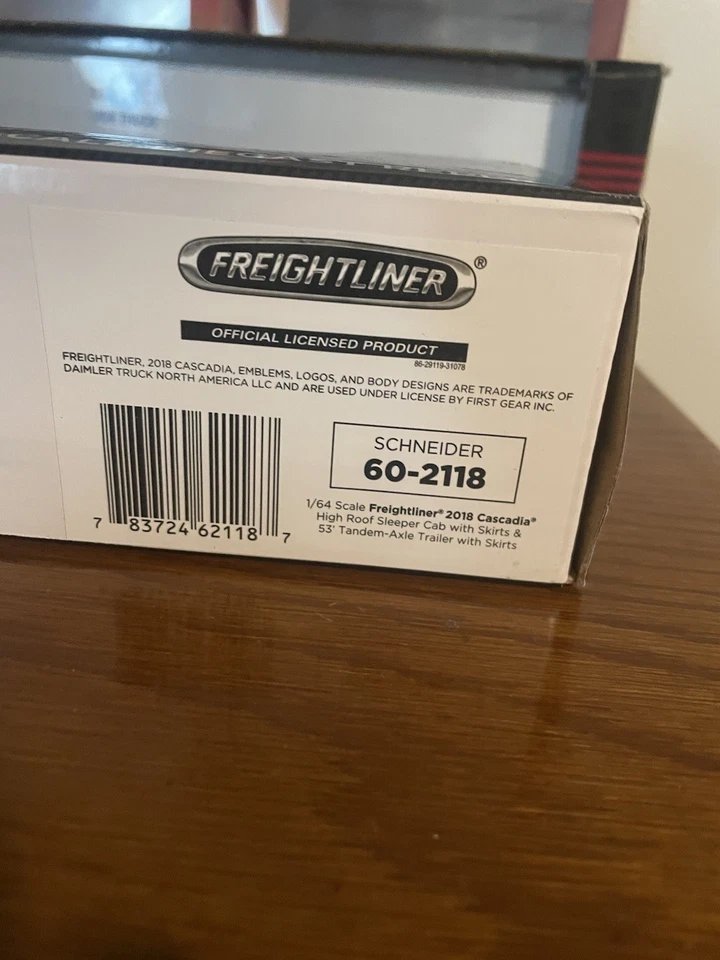 FREIGHTLINER®
OFFICIAL LICENSED PRODUCT
86-29119-31078
FREIGHTLINER, 2018 CASCADIA, EMBLEMS, LOGOS, AND BODY DESIGNS ARE TRADEMARKS OF
DAIMLER TRUCK NORTH AMERICA LLC AND ARE USED UNDER LICENSE BY FIRST GEAR INC.
SCHNEIDER
60-2118
1/64 Scale Freightliner® 2018 Cascadia®
High Roof Sleeper Cab with Skirts &
53' Tandem-Axle Trailer with Skirts
7 83724 62118 7